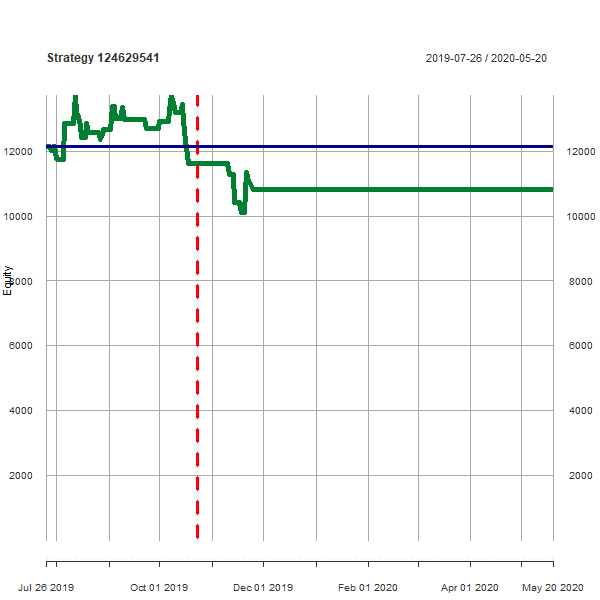 Strategy 124629541
2019-07-26 / 2020-05-20
12000
12000
10000
10000
Equity
8000
8000
6000
6000
4000
4000
2000
2000
Jul 26 2019
Oct 01 2019
Dec 01 2019
Feb 01 2020
Apr 01 2020
May 20 2020